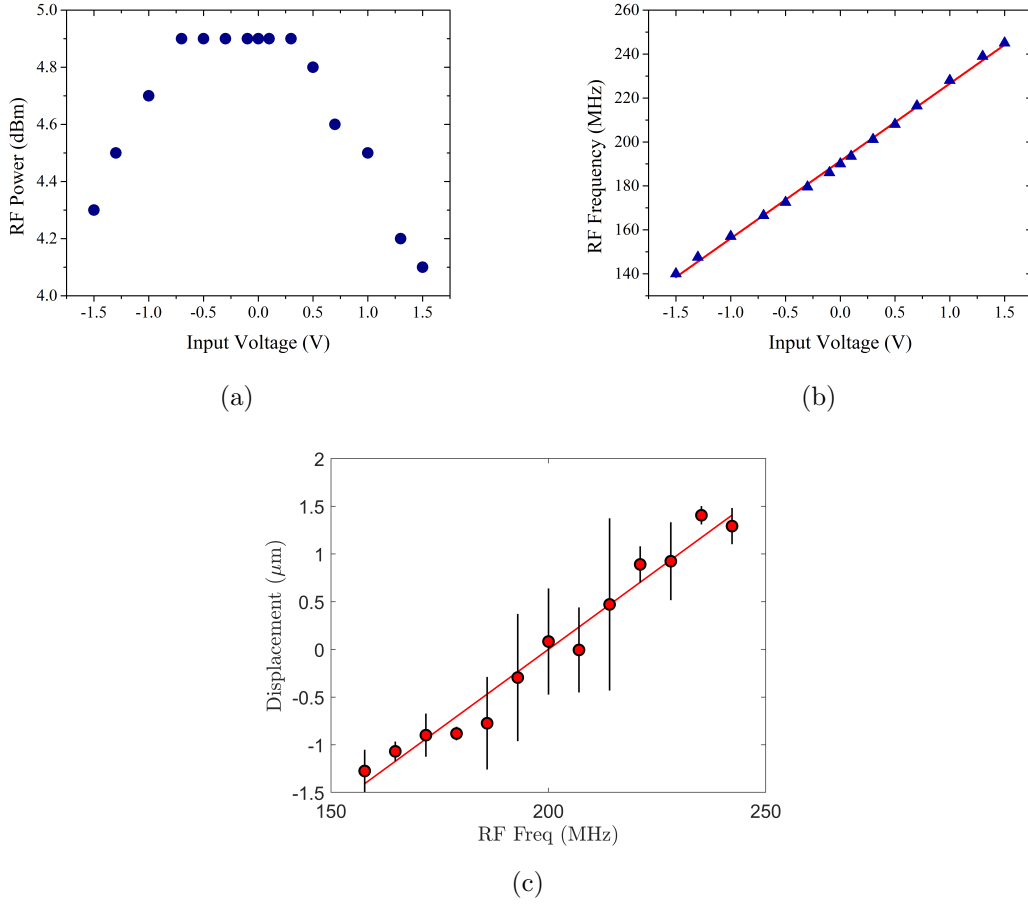 5.0
4.8
4.6
4.4
4.2
4.0
RF Power (dBm)
-1.5 -1.0 -0.5 0.0 0.5 1.0 1.5
Input Voltage (V)
(a)
260
240
220
200
180
160
140
RF Frequency (MHz)
-1.5 -1.0 -0.5 0.0 0.5 1.0 1.5
Input Voltage (V)
(b)
2
1.5
1
0.5
0
-0.5
-1
-1.5
Displacement (μm)
150 200 250
RF Freq (MHz)
(c)